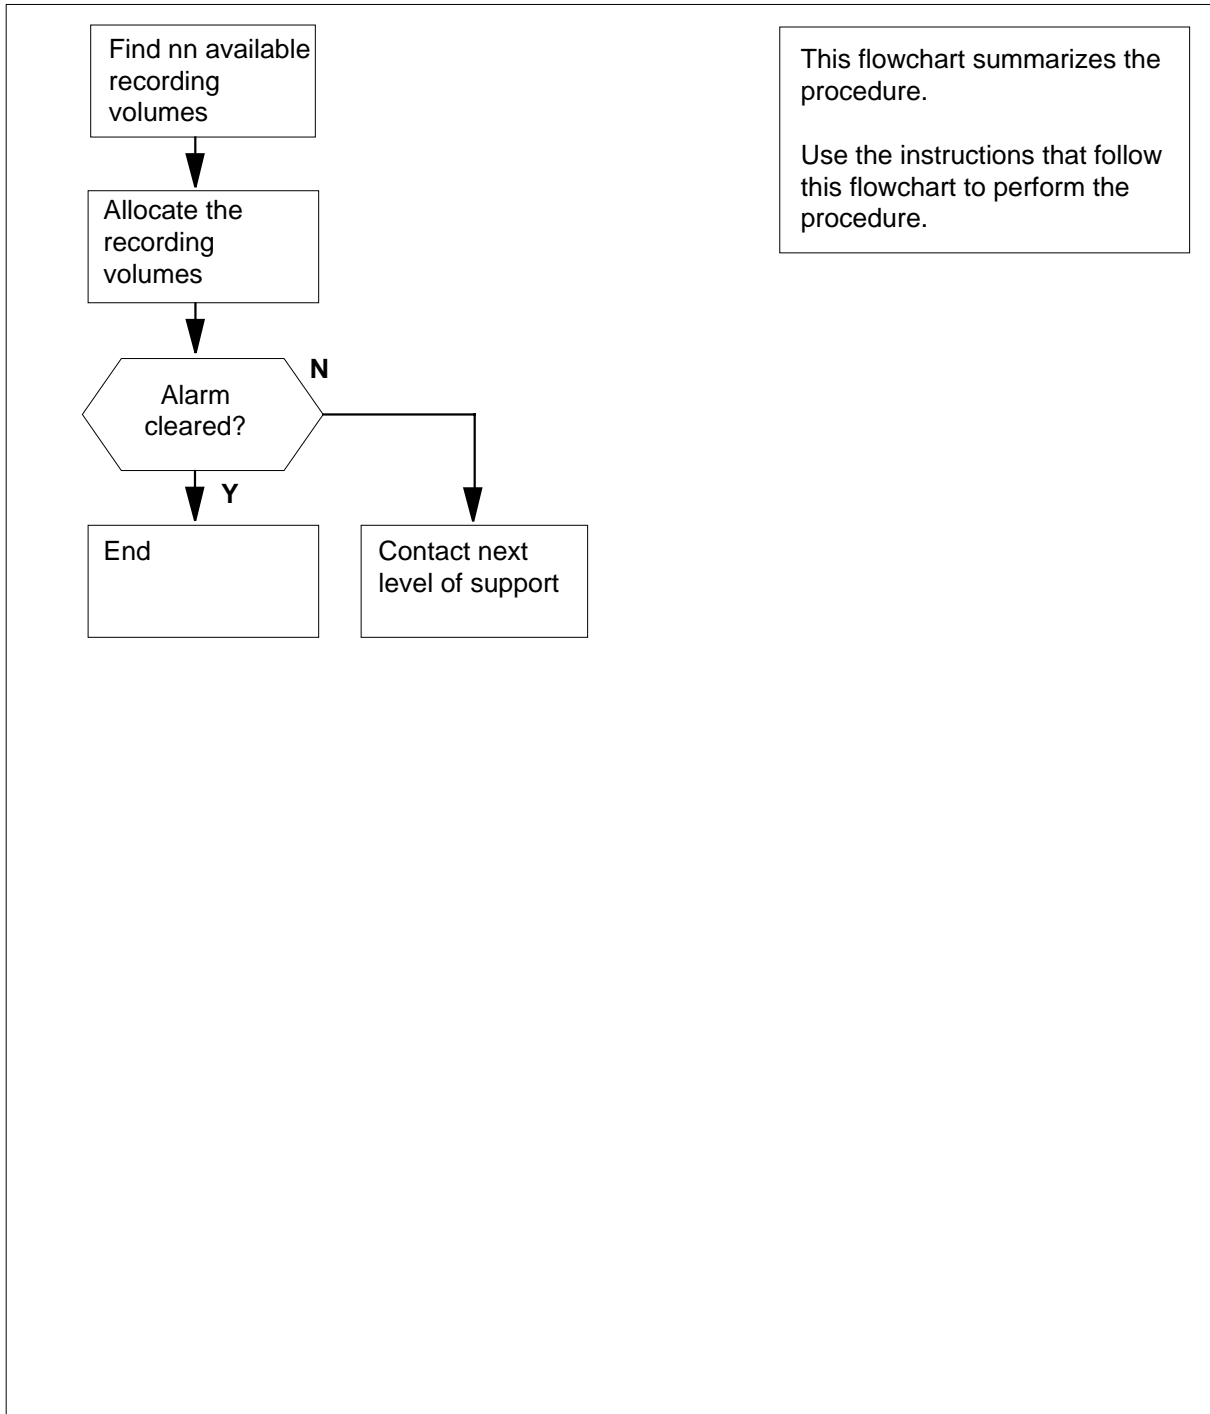 Find nn available
recording
volumes
This flowchart summarizes the
procedure.
Use the instructions that follow
this flowchart to perform the
procedure.
Allocate the
recording
volumes
Alarm
cleared?
N
Y
End
Contact next
level of support